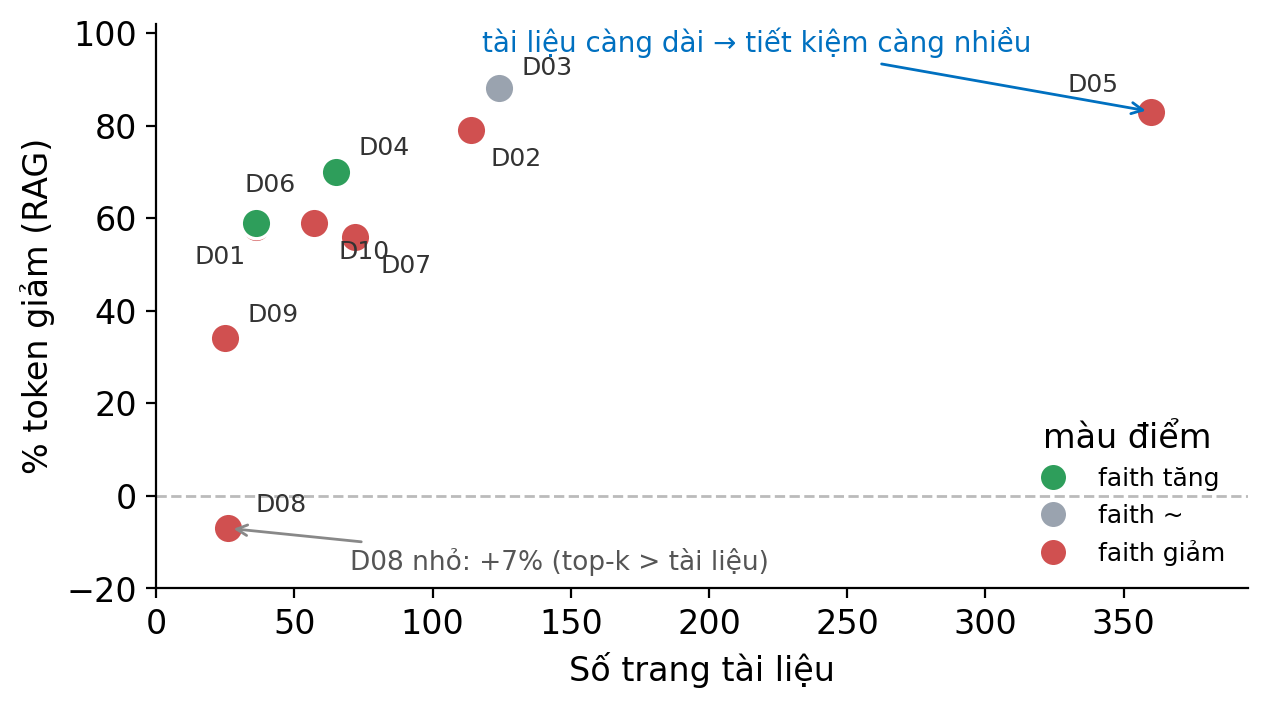 tài liệu càng dài → tiết kiệm càng nhiều
100
80
60
40
20
0
−20
% token giảm (RAG)
D03
D05
D02
D04
D06
D01
D10
D07
D09
D08
D08 nhỏ: +7% (top-k > tài liệu)
màu điểm
faith tăng
faith ~
faith giảm
0 50 100 150 200 250 300 350
Số trang tài liệu